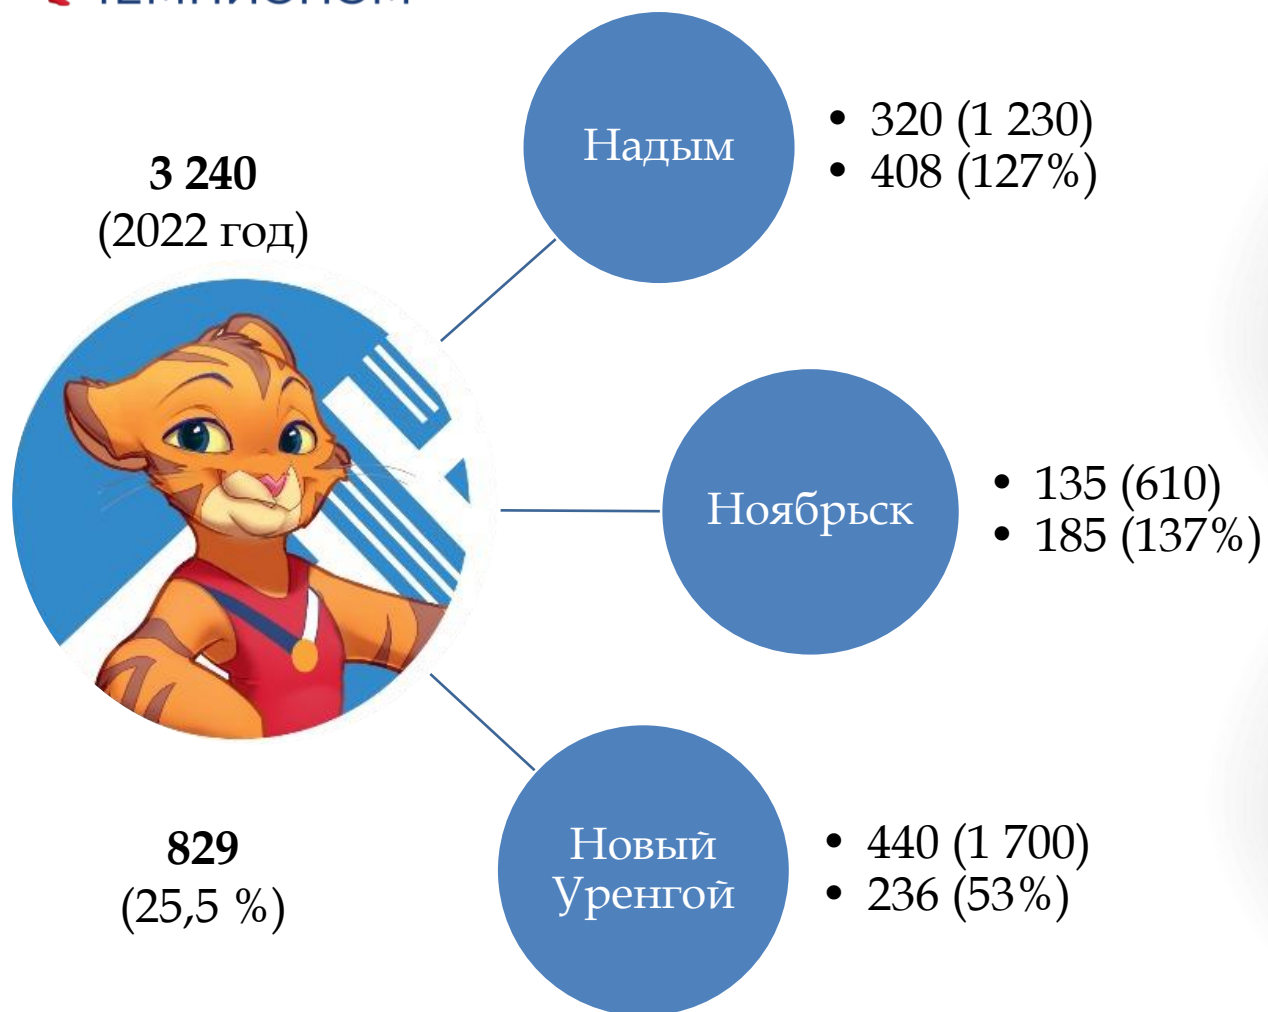 3 240
(2022 год)
829
(25,5 %)
Надым
• 320 (1 230)
• 408 (127%)
Ноябрьск
• 135 (610)
• 185 (137%)
Новый
Уренгой
• 440 (1 700)
• 236 (53%)